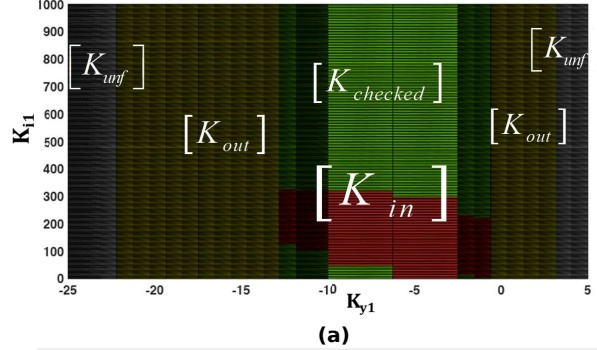 1000
900
800
700
600
500
400
300
200
100
0
K_i1
[K_unf]
[K_out]
[K_checked]
[K_in]
[K_unf
[K_out]
-25 -20 -15 -10 -5 0 5
K_y1
(a)